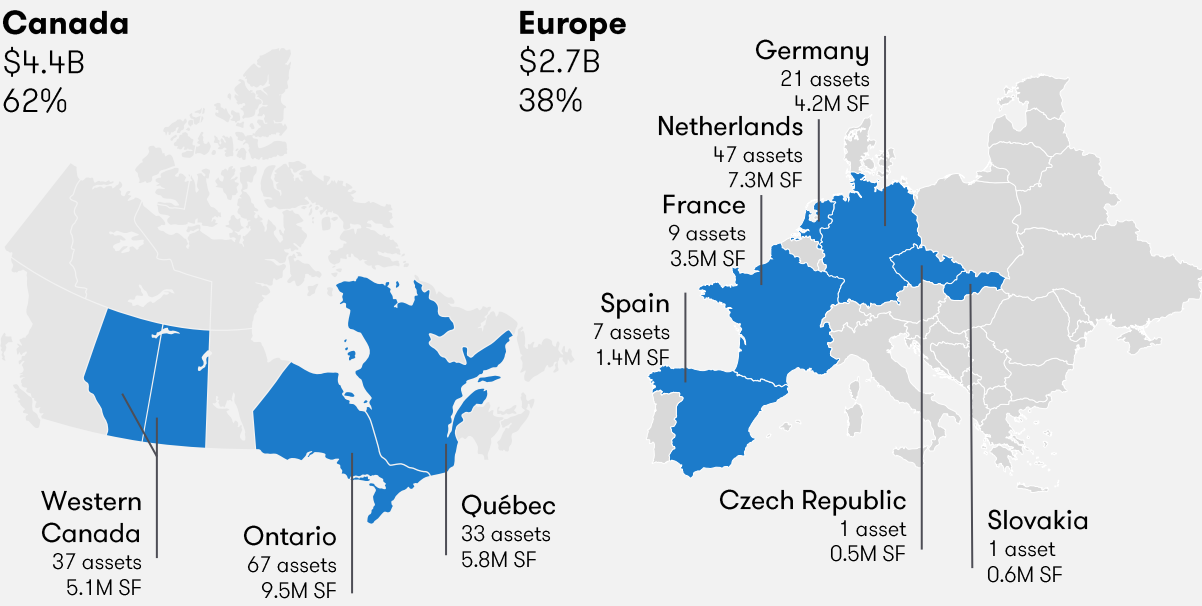 Canada
$4.4B
62%
Western
Canada
37 assets
5.1M SF
Ontario
67 assets
9.5M SF
Québec
33 assets
5.8M SF
Europe
$2.7B
38%
Germany
21 assets
4.2M SF
Netherlands
47 assets
7.3M SF
France
9 assets
3.5M SF
Spain
7 assets
1.4M SF
Czech Republic
1 asset
0.5M SF
Slovakia
1 asset
0.6M SF